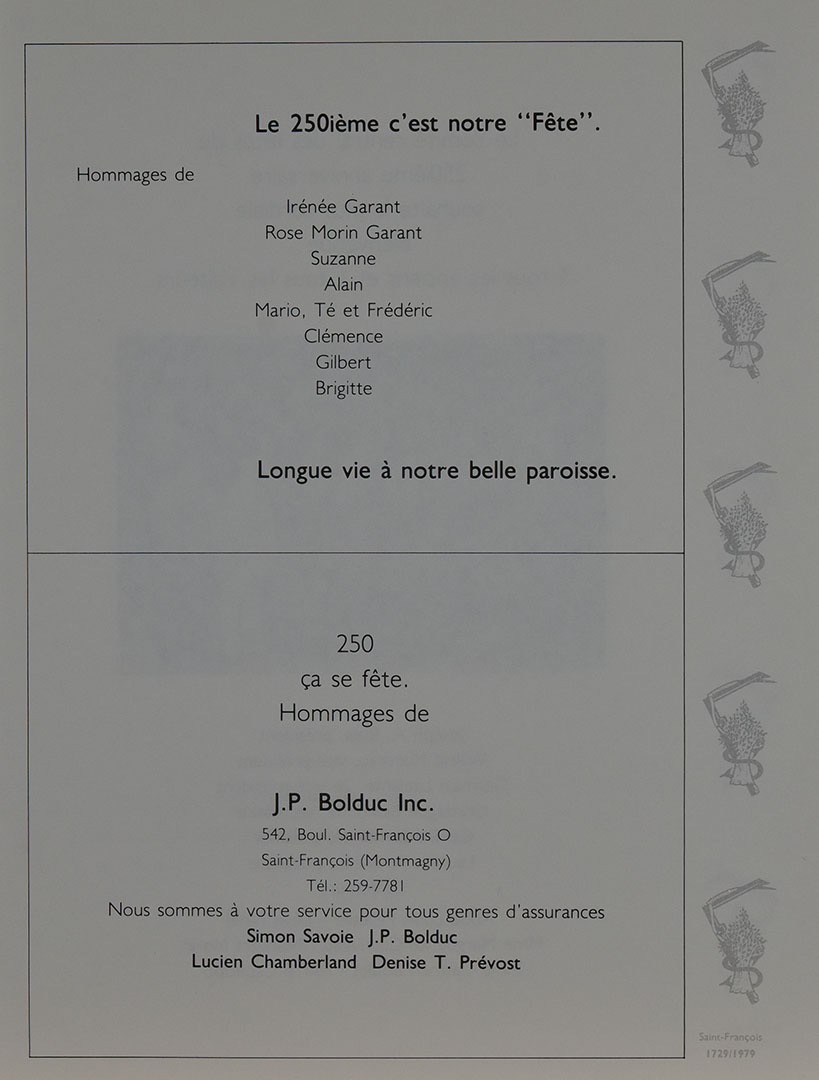 Le 250ième c'est notre ‘‘Fête’’.
Hommages de
Irénée Garant
Rose Morin Garant
Suzanne
Alain
Mario, Té et Frédéric
Clémence
Gilbert
Brigitte
Longue vie à notre belle paroisse.
250
ça se fête.
Hommages de
J.P. Bolduc Inc.
542, Boul. Saint-François O
Saint-François (Montmagny)
Tél.: 259-7781
Nous sommes à votre service pour tous genres d'assurances
Simon Savoie J.P. Bolduc
Lucien Chamberland Denise T. Prévost
Saint-François
1729/1979